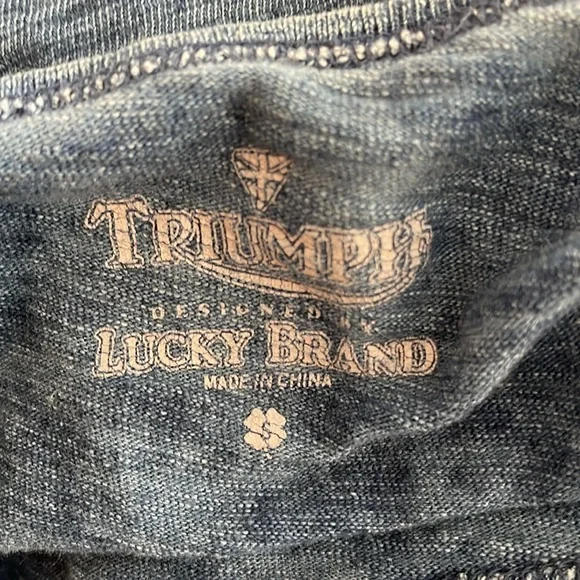 TRIUMPH
DESIGNED BY
LUCKY BRAND
MADE IN CHINA
S